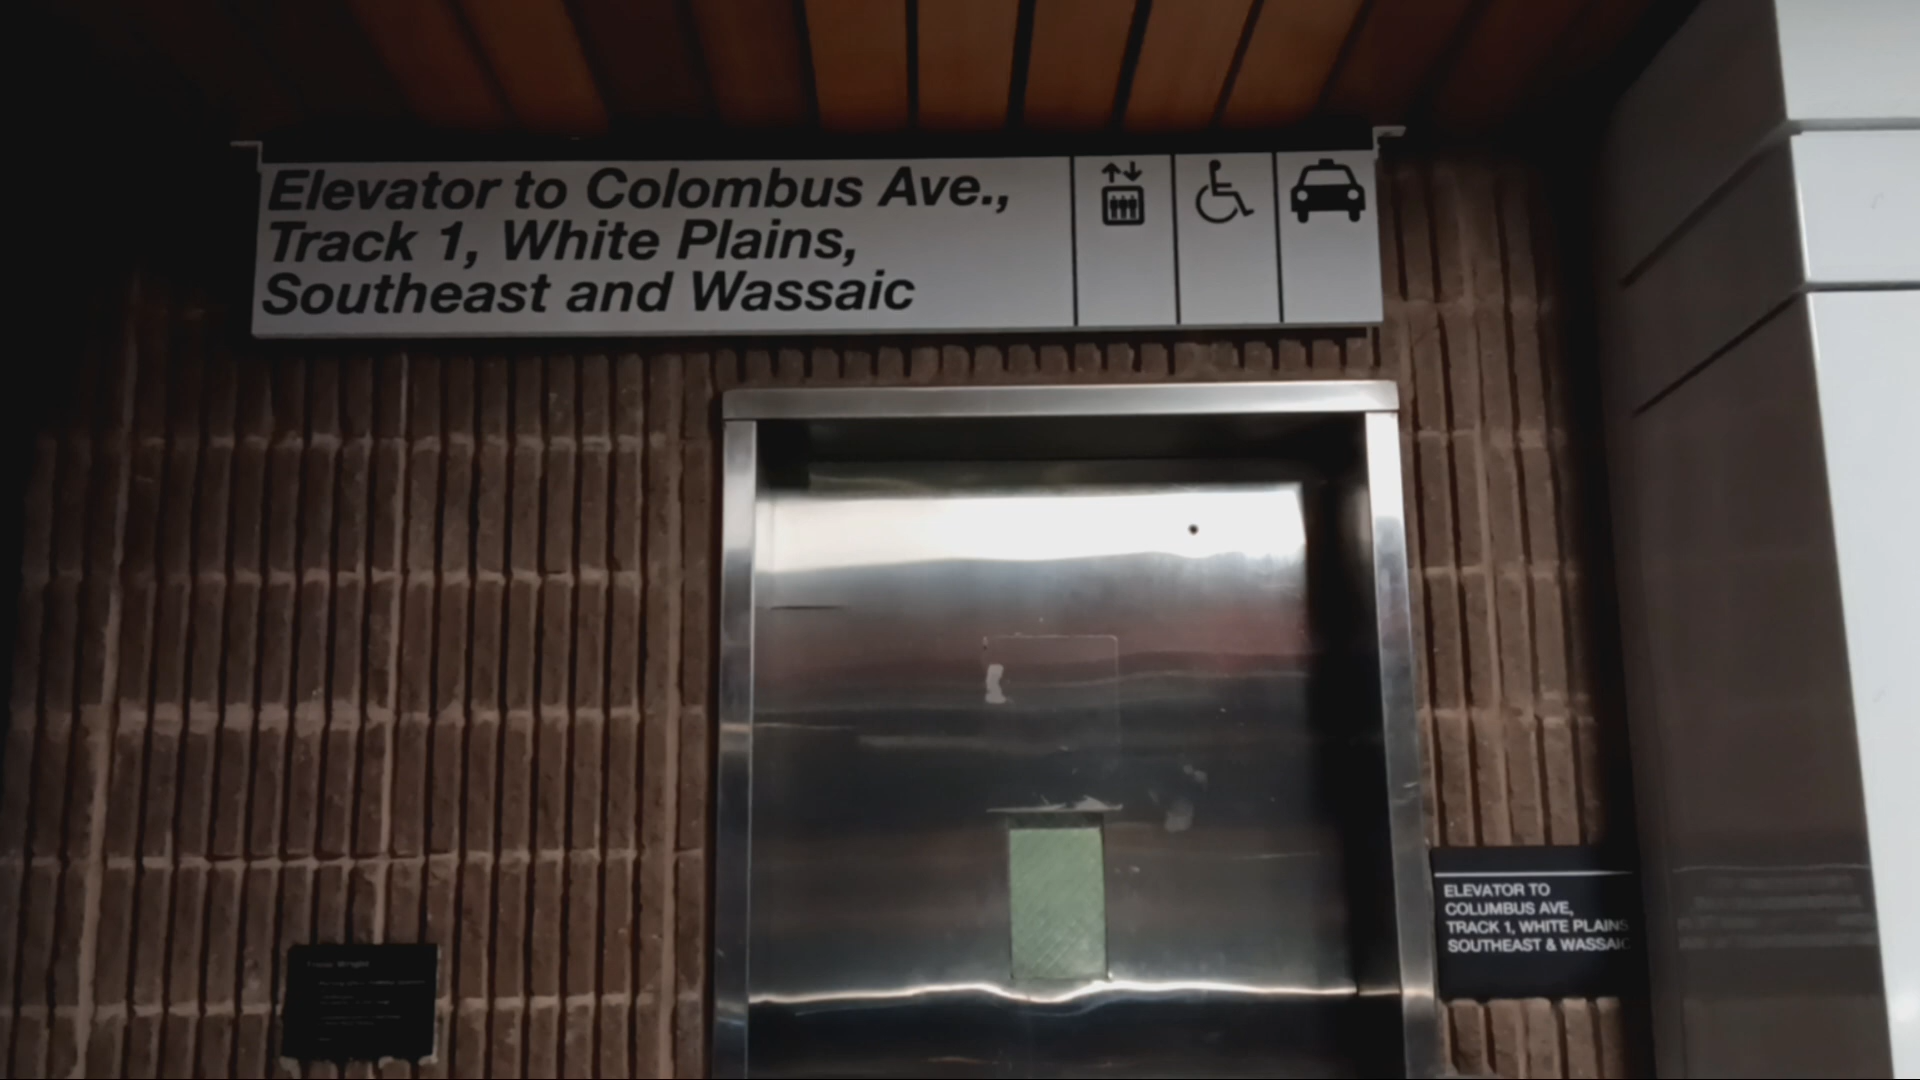 Elevator to Colombus Ave.,
Track 1, White Plains,
Southeast and Wassaic
ELEVATOR TO
COLUMBUS AVE,
TRACK 1, WHITE PLAINS
SOUTHEAST & WASSAIC